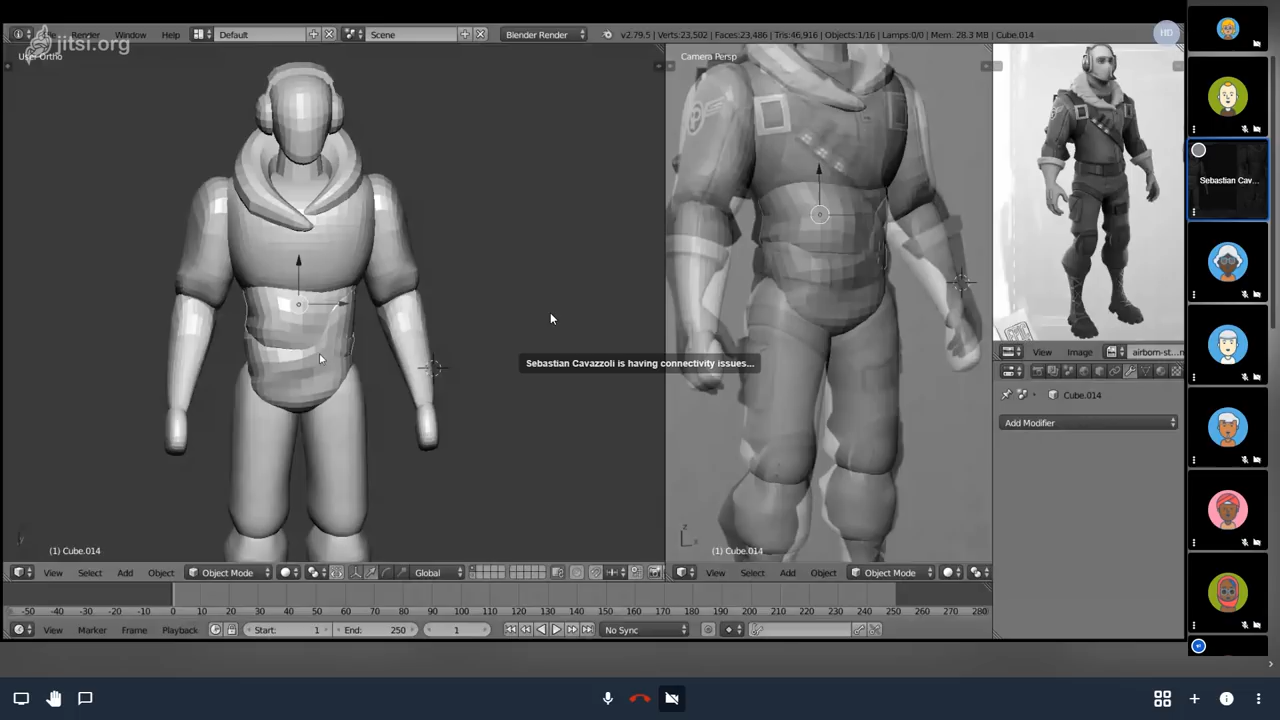 jitsi.org
Render Window Help Default Scene Blender Render v2.79.5 | Verts:23,502 | Faces:23,486 | Tris:46,916 | Objects:1/16 | Lamps:0/0 | Mem: 28.3 MB | Cube.014
HD
User Ortho
Camera Persp
Sebastian Cav...
Sebastian Cavazzoli is having connectivity issues...
View Image airborn-st...
Cube.014
Add Modifier
(1) Cube.014
z
(1) Cube.014
View Select Add Object Object Mode Global
View Select Add Object Object Mode
-50 -40 -30 -20 -10 0 10 20 30 40 50 60 70 80 90 100 110 120 130 140 150 160 170 180 190 200 210 220 230 240 250 260 270 280
View Marker Frame Playback Start: 1 End: 250 1 No Sync